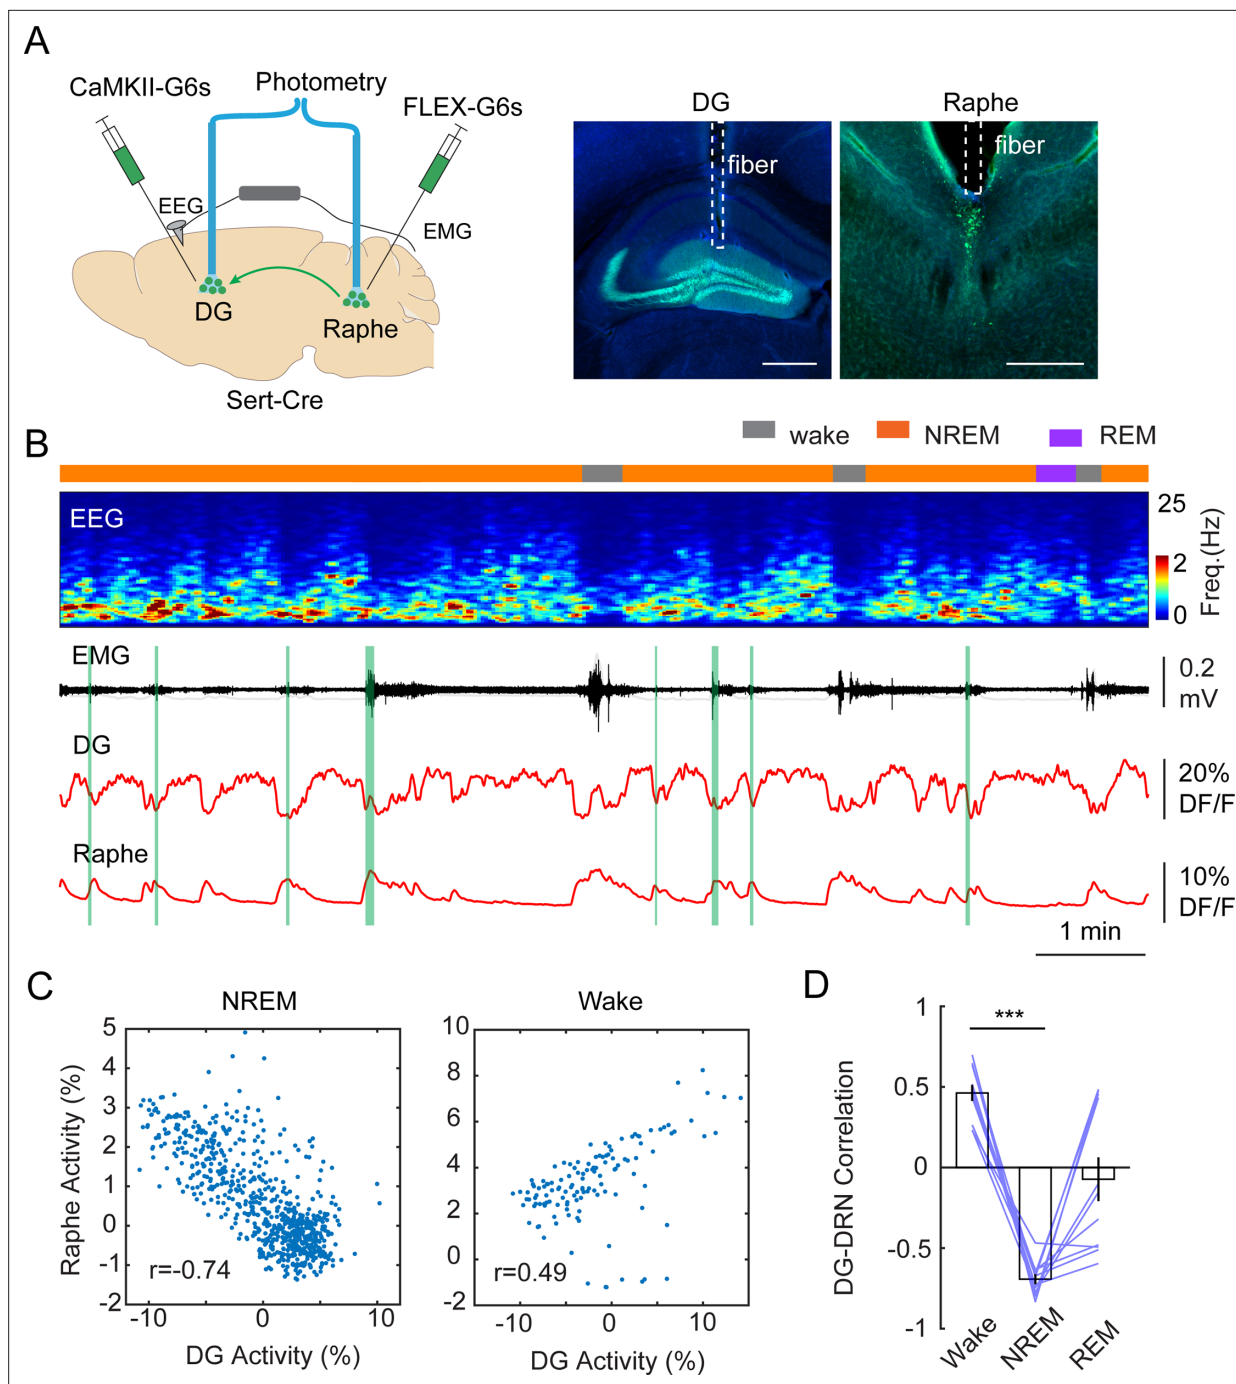 A
CaMKII-G6s
Photometry
FLEX-G6s
EEG
EMG
DG
Raphe
Sert-Cre
DG
Raphe
fiber
fiber
B
wake
NREM
REM
EEG
25
2
0
Freq.(Hz)
EMG
0.2
mV
DG
20%
DF/F
Raphe
10%
DF/F
1 min
C
NREM
Wake
5
4
3
2
1
0
-1
-2
Raphe Activity (%)
r=-0.74
-10
0
10
DG Activity (%)
10
8
6
4
2
0
-2
r=0.49
-10
0
10
DG Activity (%)
D
1
0.5
0
-0.5
-1
DG-DRN Correlation
***
Wake
NREM
REM